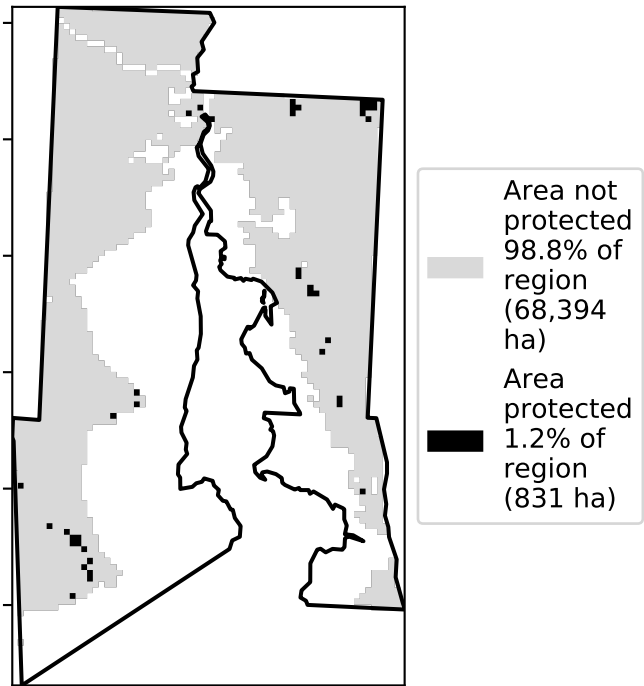 Area not
protected
98.8% of
region
(68,394
ha)
Area
protected
1.2% of
region
(831 ha)